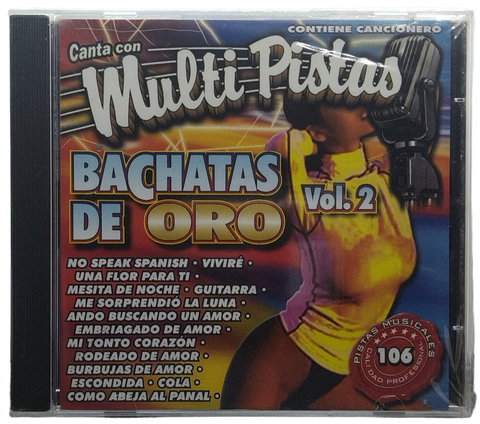 CONTIENE CANCIONERO
Canta con
Multi Pistas
BACHATAS
DE ORO
Vol. 2
NO SPEAK SPANISH • VIVIRÉ •
UNA FLOR PARA TI •
MESITA DE NOCHE • GUITARRA •
ME SORPRENDIÓ LA LUNA •
ANDO BUSCANDO UN AMOR •
EMBRIAGADO DE AMOR •
MI TONTO CORAZÓN •
RODEADO DE AMOR •
BURBUJAS DE AMOR •
ESCONDIDA • COLA •
COMO ABEJA AL PANAL •
PISTAS MUSICALES
106
CALIDAD PROFESIONAL